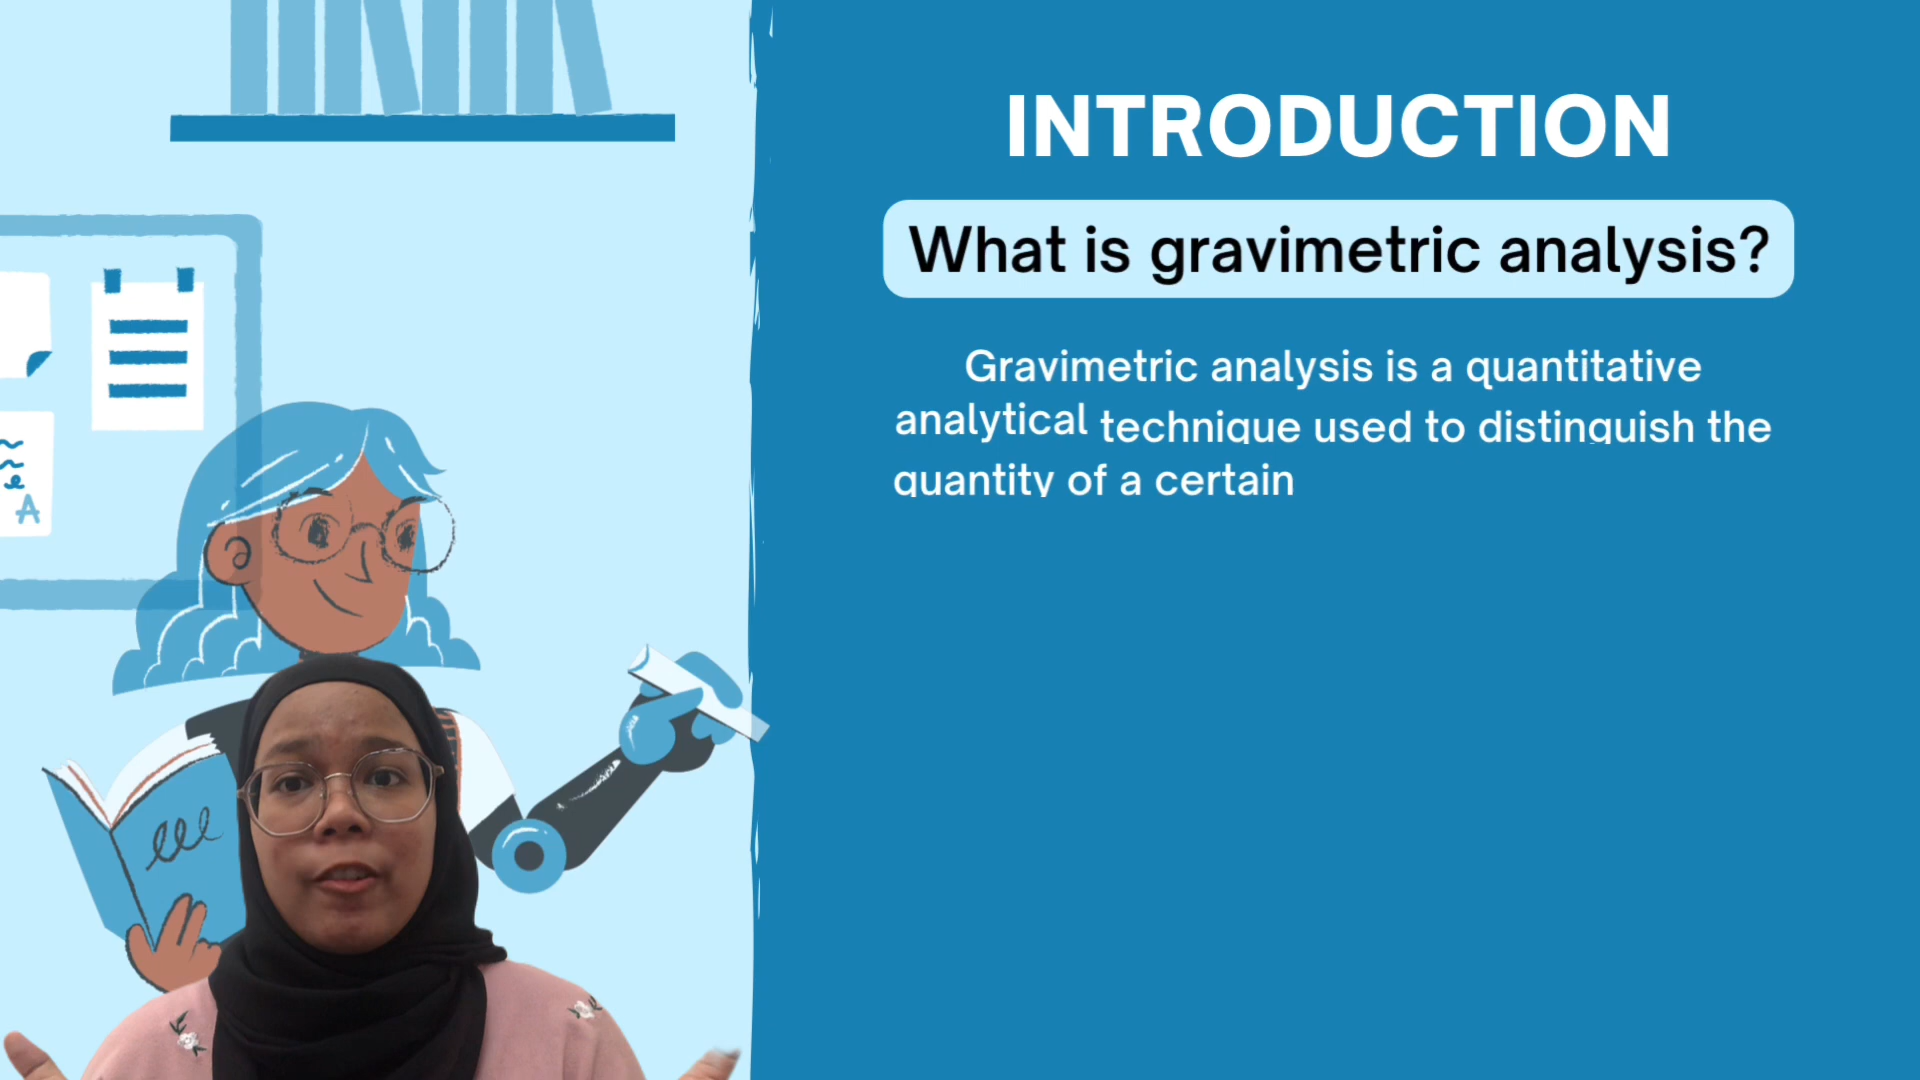 INTRODUCTION
What is gravimetric analysis?
Gravimetric analysis is a quantitative
analytical technique used to distinguish the
quantity of a certain
A